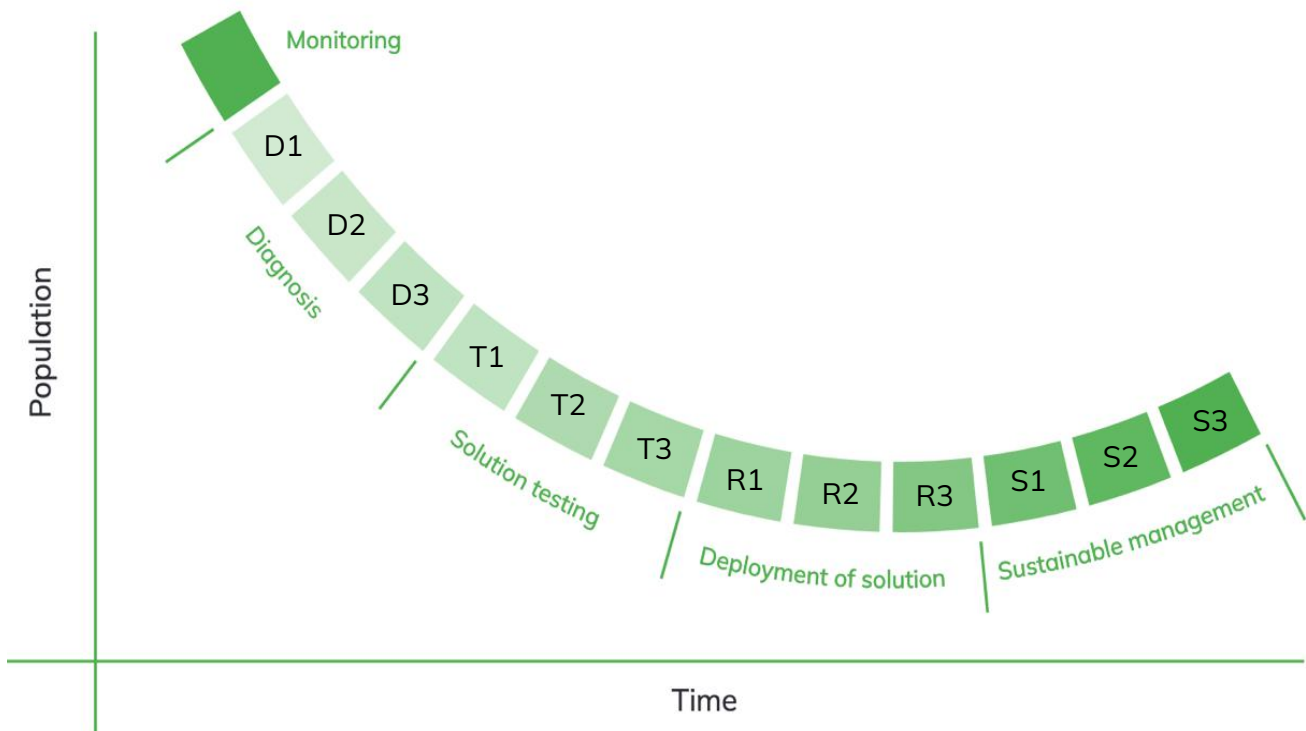 Monitoring
D1
D2
D3
Diagnosis
T1
T2
T3
Solution testing
R1
R2
R3
Deployment of solution
S1
S2
S3
Sustainable management
Population
Time